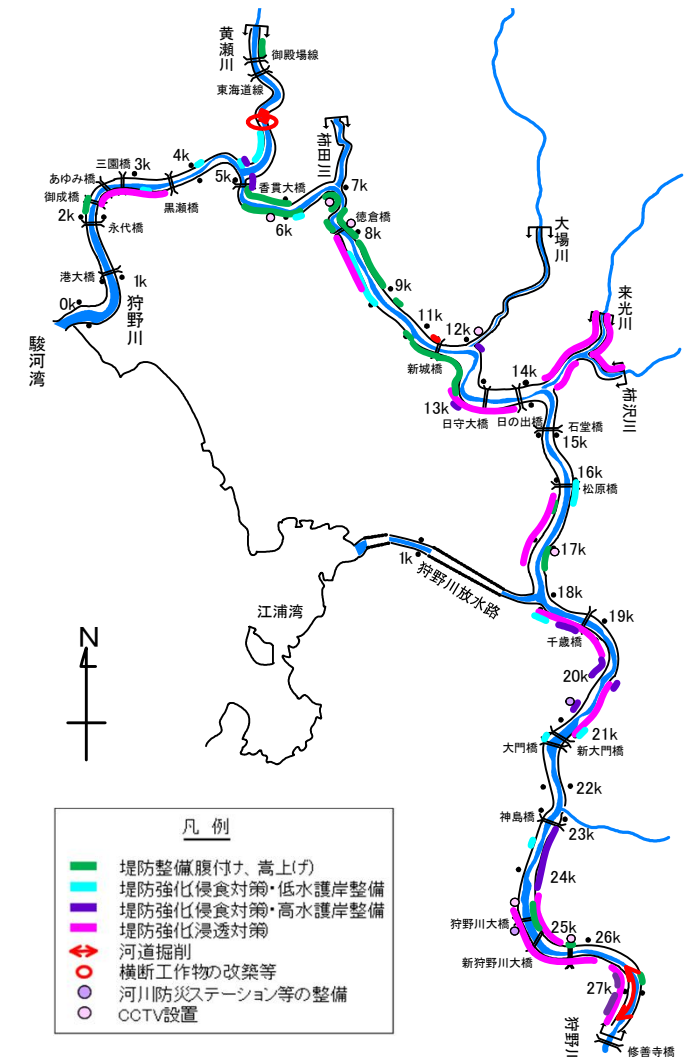 黄瀬川
御殿場線
東海道線
柿田川
三園橋
3k
4k
あゆみ橋
5k
香貫大橋
7k
御成橋
黒瀬橋
2k
永代橋
6k
徳倉橋
8k
大場川
港大橋
1k
9k
0k
狩野川
11k
12k
来光川
駿河湾
新城橋
14k
柿沢川
13k
日守大橋
日の出橋
石堂橋
15k
16k
松原橋
17k
1k
狩野川放水路
18k
江浦湾
19k
千歳橋
N
20k
21k
大門橋
新大門橋
22k
神島橋
23k
24k
狩野川大橋
25k
26k
新狩野川大橋
27k
狩野川
修善寺橋
凡 例
堤防整備(腹付け、嵩上げ)
堤防強化(侵食対策)・低水護岸整備
堤防強化(侵食対策)・高水護岸整備
堤防強化(浸透対策)
河道掘削
横断工作物の改築等
河川防災ステーション等の整備
CCTV設置